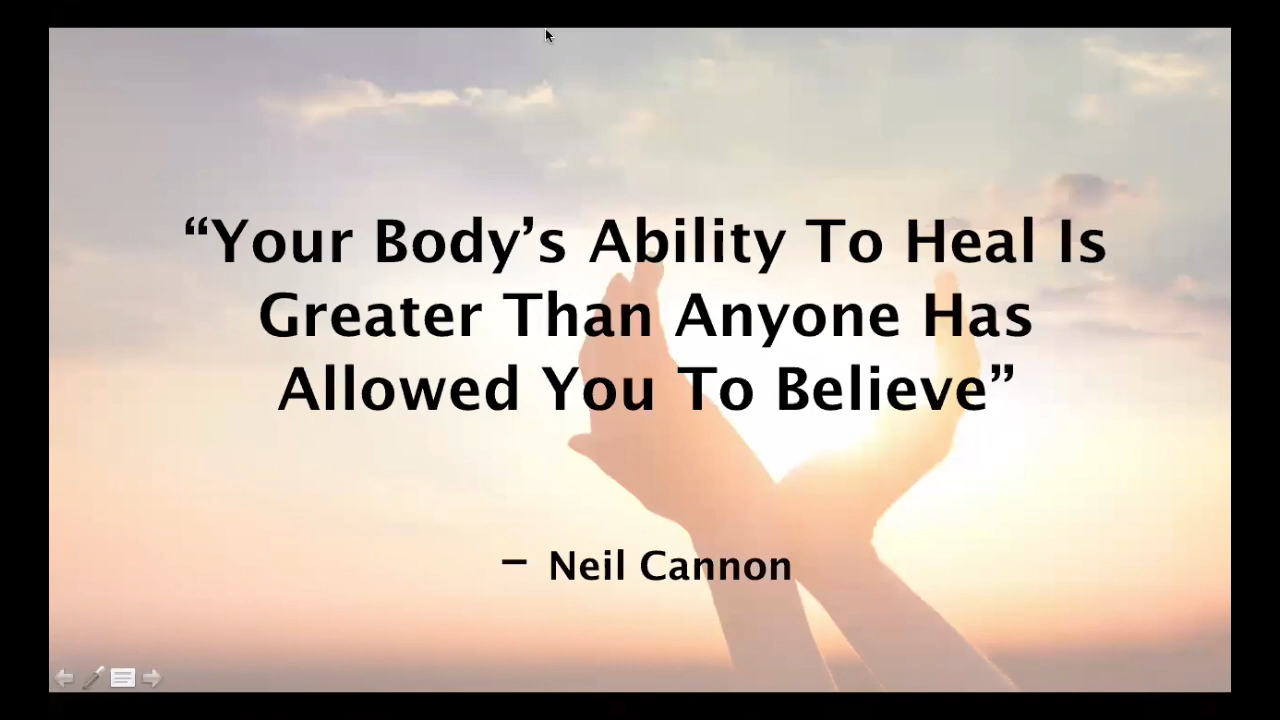 “Your Body’s Ability To Heal Is
Greater Than Anyone Has
Allowed You To Believe”
– Neil Cannon